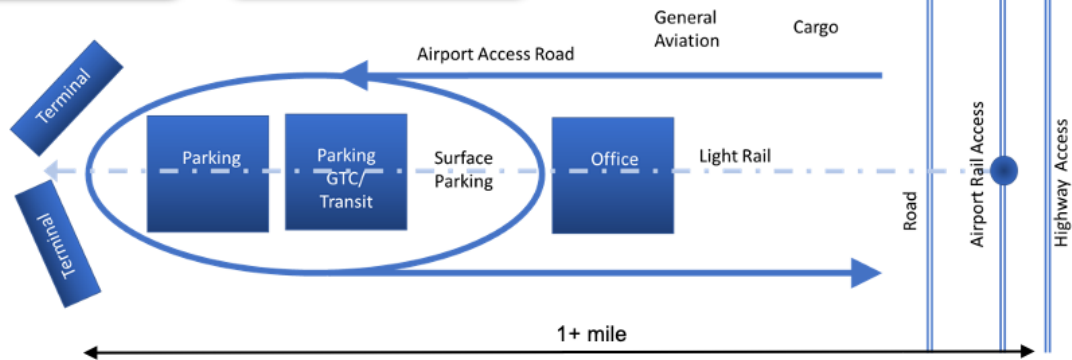 General
Aviation
Cargo
Airport Access Road
Terminal
Parking
Parking
GTC/
Transit
Surface
Parking
Office
Light Rail
Terminal
Road
Airport Rail Access
Highway Access
1+ mile